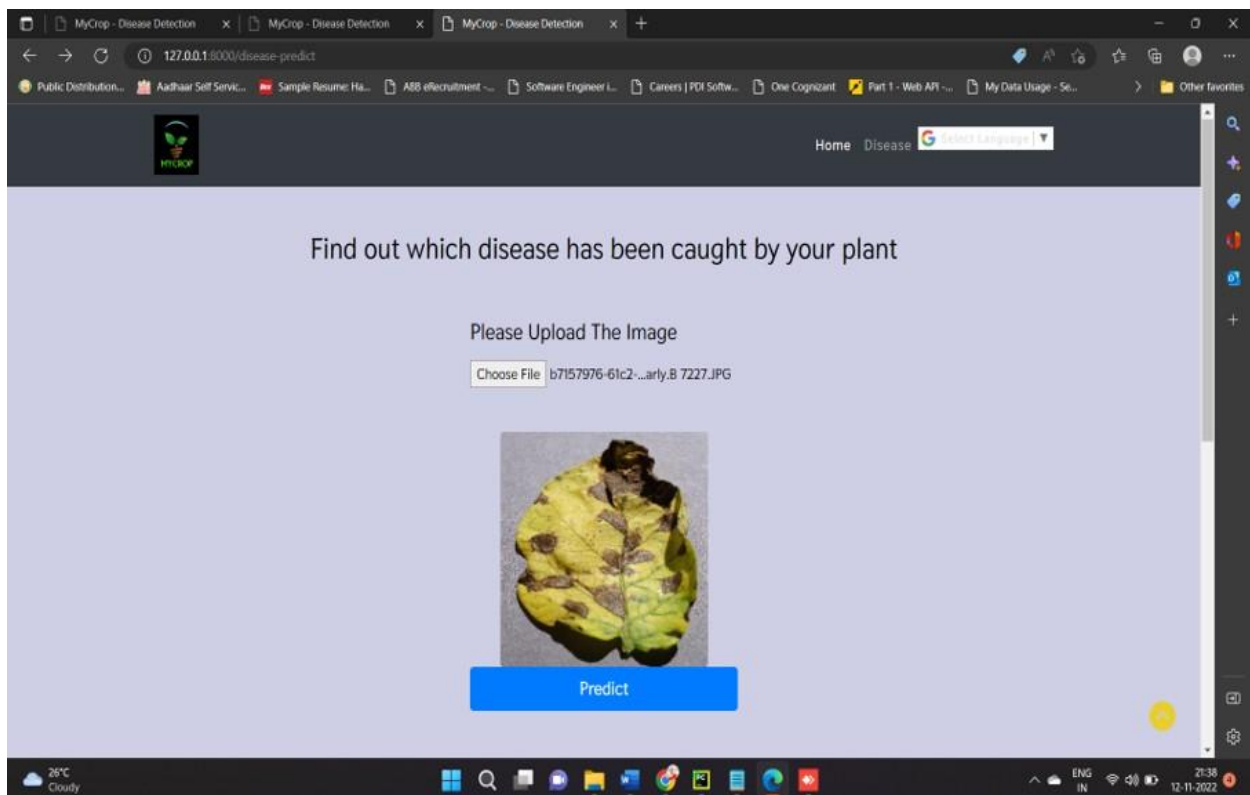 MyCrop - Disease Detection
MyCrop - Disease Detection
MyCrop - Disease Detection
127.0.0.1:8000/disease-predict
Public Distribution...
Aadhaar Self Servic...
Sample Resume: Ha...
ABB eRecruitment -...
Software Engineer i...
Careers | PDI Softw...
One Cognizant
Part 1 - Web API -...
My Data Usage - Se...
Other favorites
MYCROP
Home
Disease
Select Language
Find out which disease has been caught by your plant
Please Upload The Image
Choose File b7157976-61c2-...arly.B 7227.JPG
Predict
26°C
Cloudy
ENG
IN
21:38
12-11-2022
4